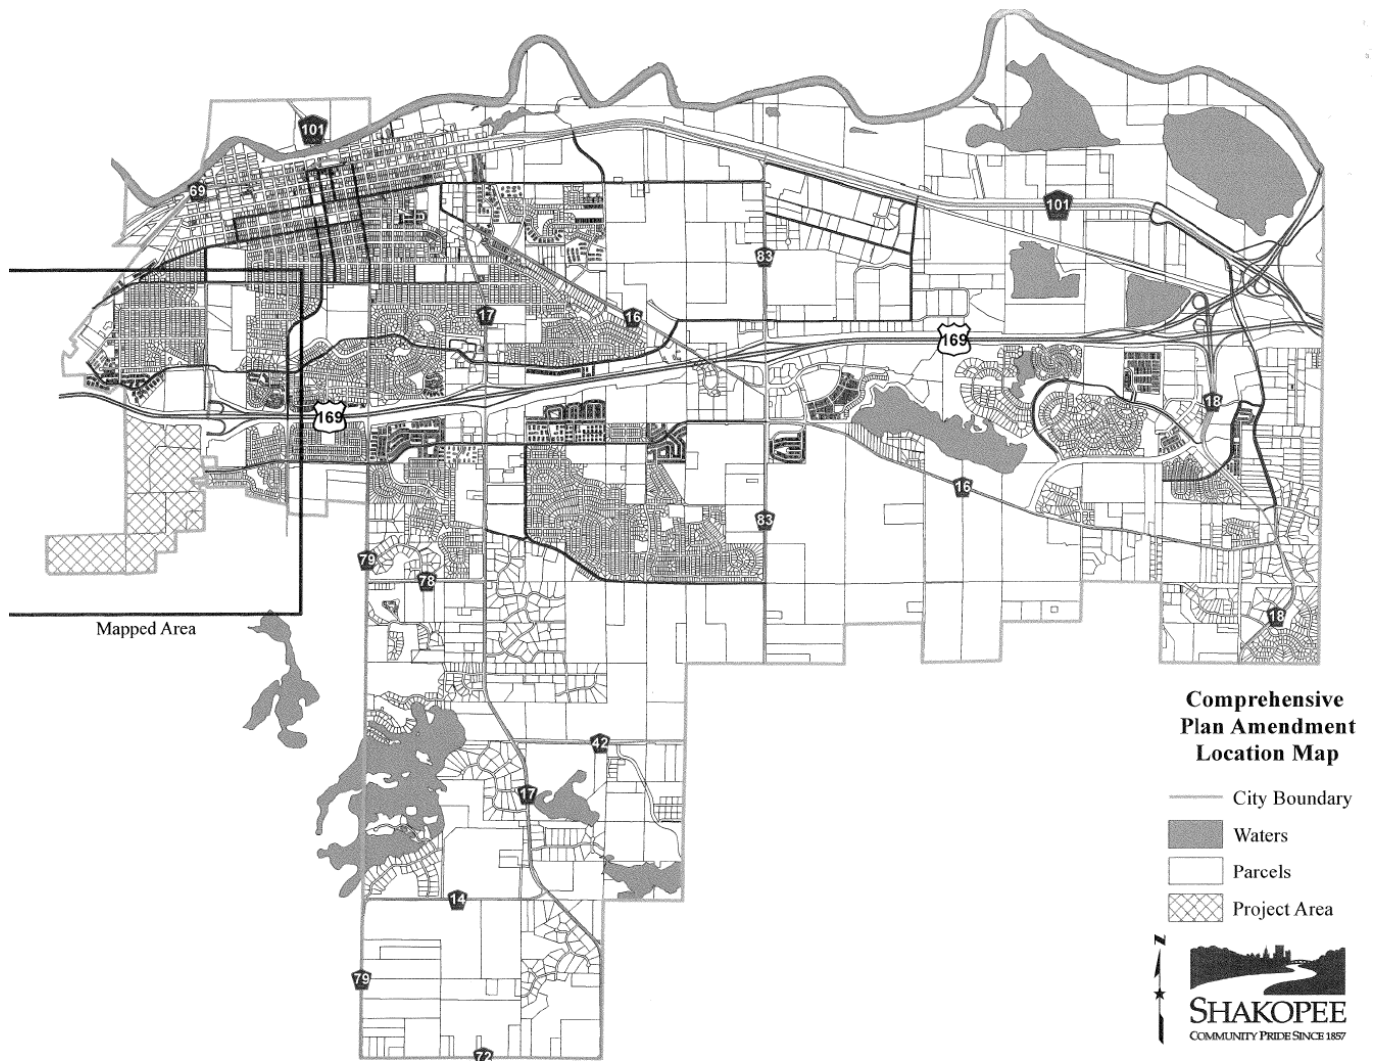 101
69
101
83
17
16
169
169
18
16
83
79
78
18
Mapped Area
Comprehensive
Plan Amendment
Location Map
42
City Boundary
17
Waters
Parcels
14
Project Area
N
79
SHAKOPEE
COMMUNITY PRIDE SINCE 1857
72